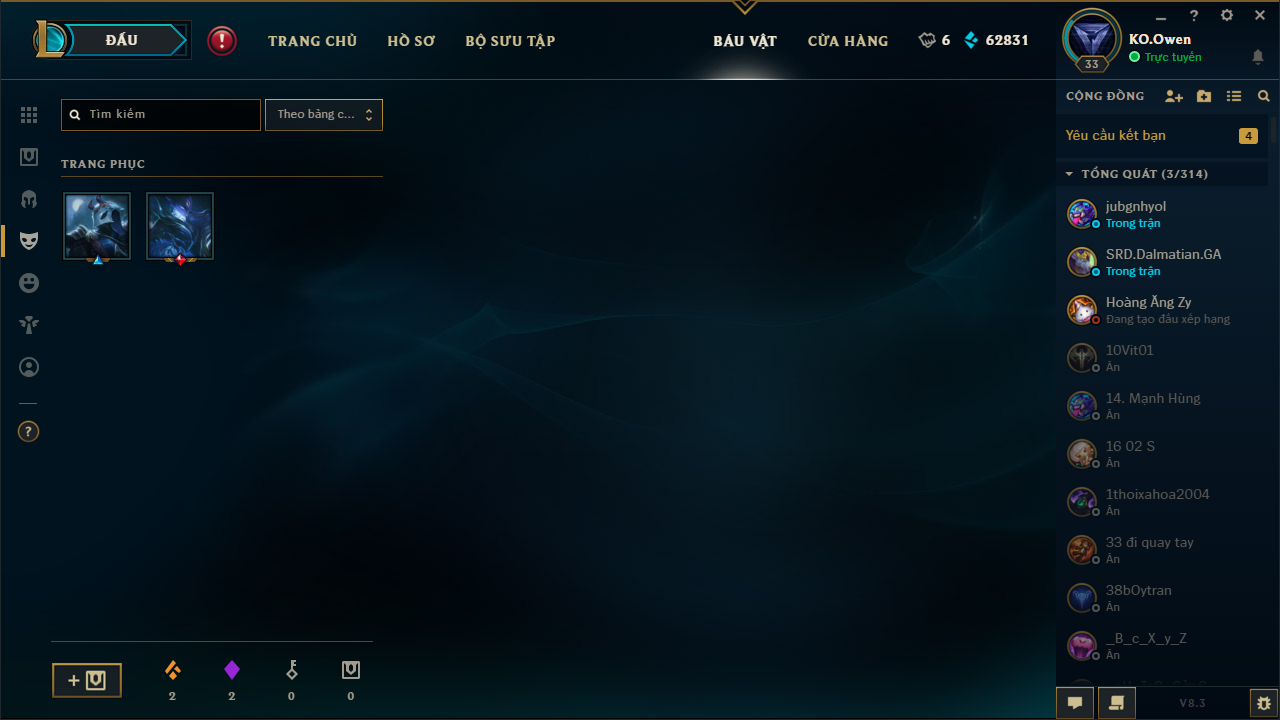 ĐẤU
TRANG CHỦ
HỒ SƠ
BỘ SƯU TẬP
BÁU VẬT
CỬA HÀNG
6
62831
33
KO.Owen
Trực tuyến
Tìm kiếm
Theo bảng c...
TRANG PHỤC
CỘNG ĐỒNG
Yêu cầu kết bạn
4
TỔNG QUÁT (3/314)
jubgnhyol
Trong trận
SRD.Dalmatian.GA
Trong trận
Hoàng Ăng Zy
Đang tạo đấu xếp hạng
10Vit01
Ẩn
14. Mạnh Hùng
Ẩn
16 02 S
Ẩn
1thoixahoa2004
Ẩn
33 đi quay tay
Ẩn
38b0ytran
Ẩn
_B_c_X_y_Z
Ẩn
2
2
0
0
V8.3